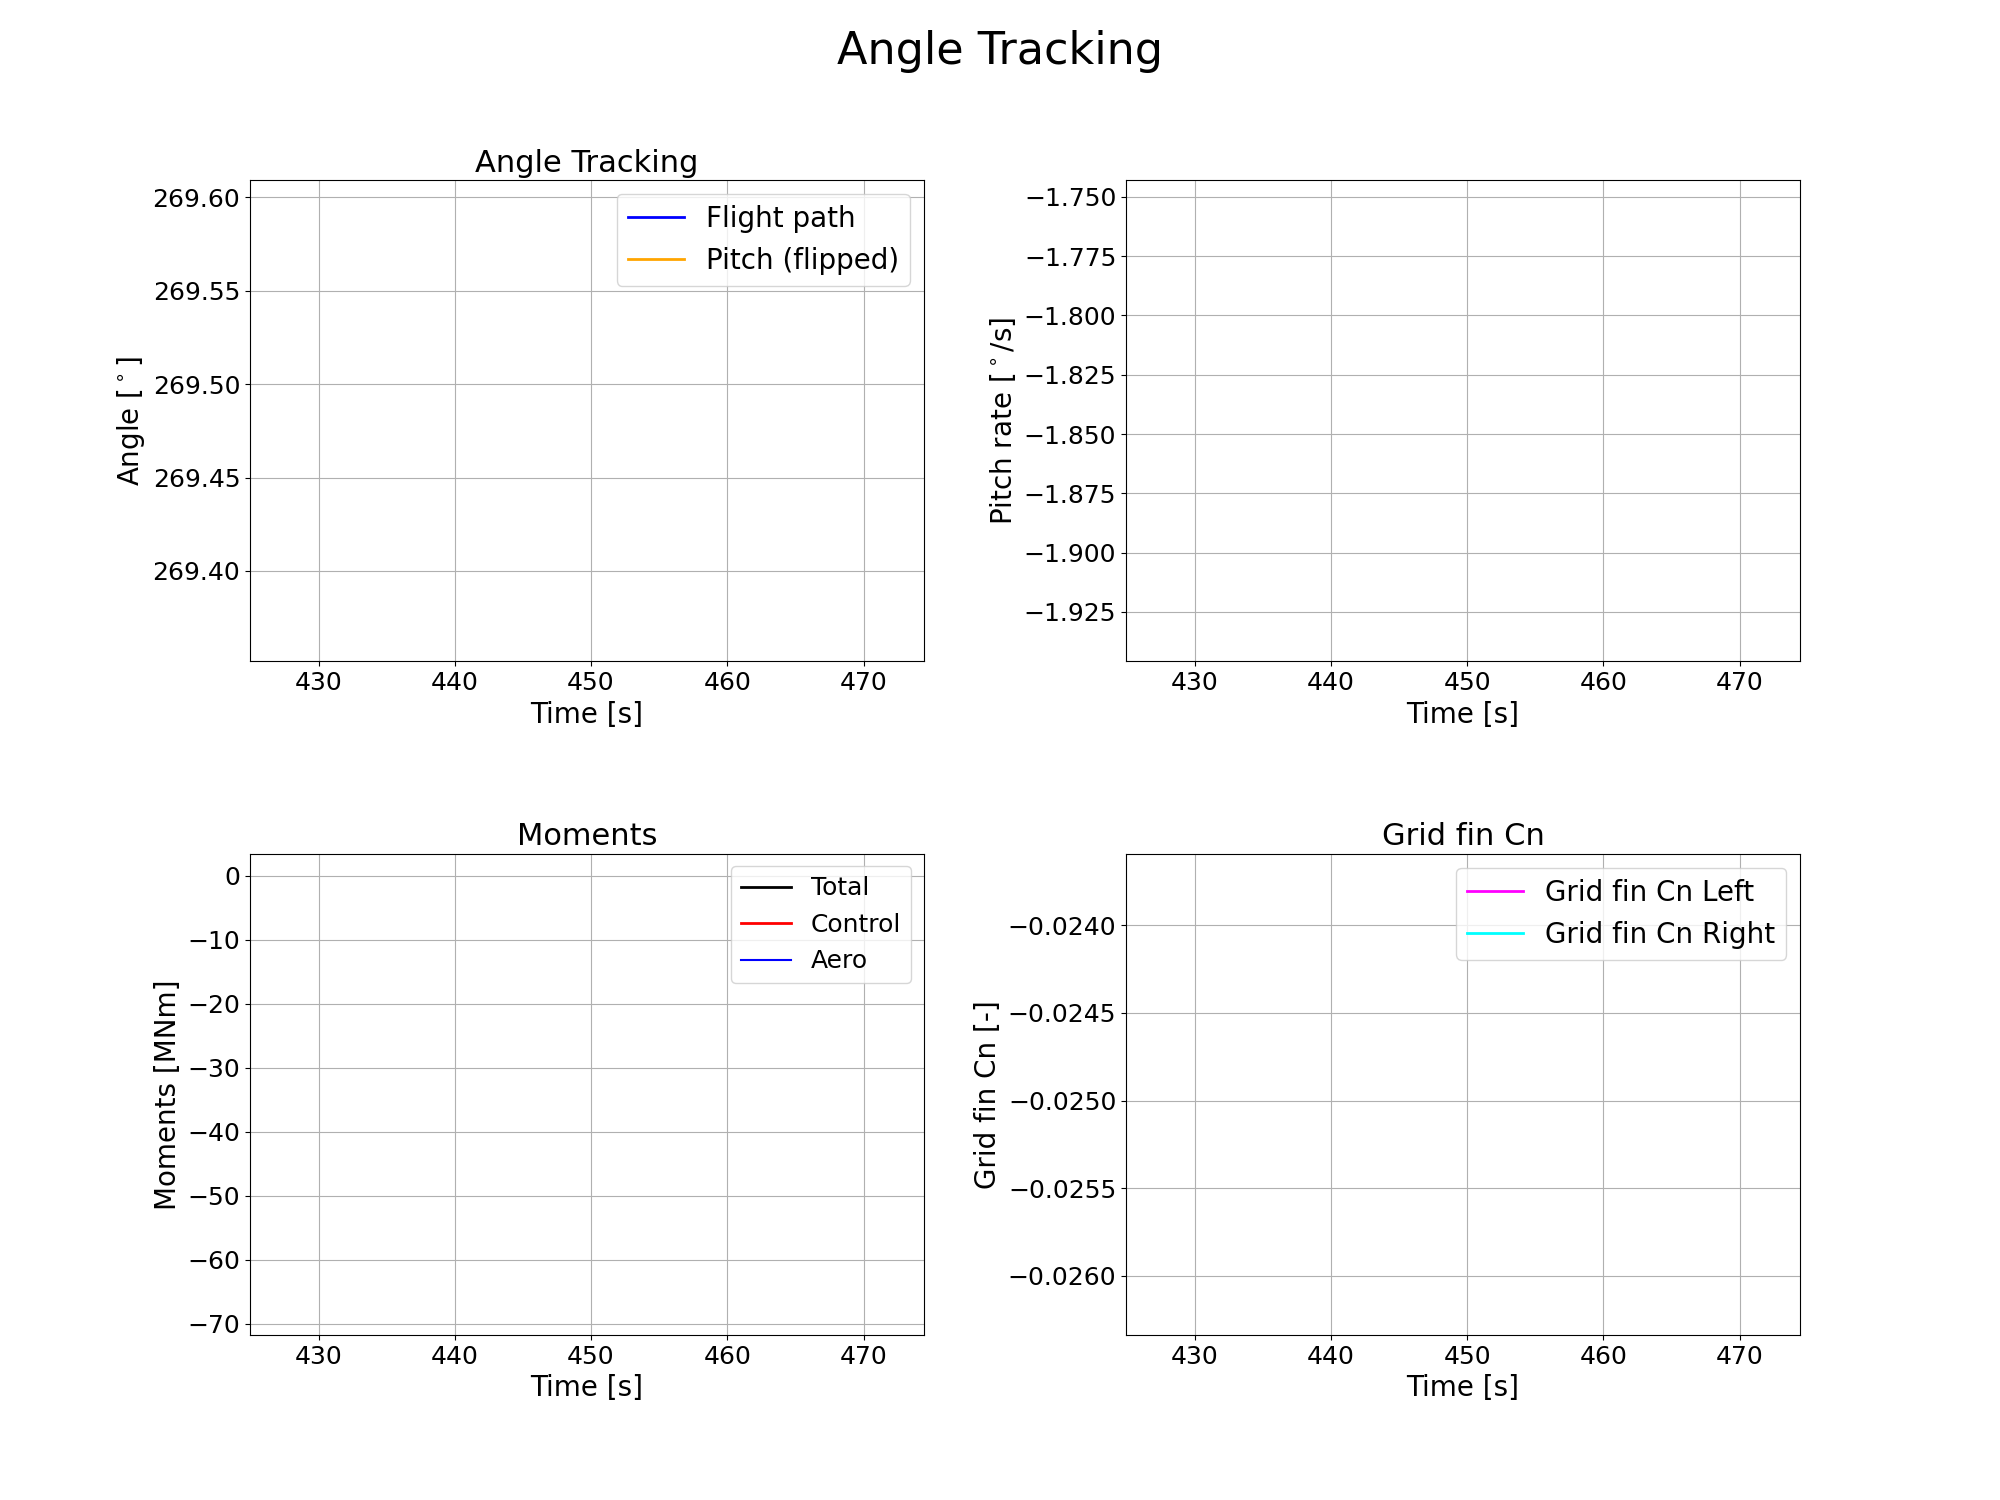 Angle Tracking
Angle Tracking
269.60
269.55
269.50
269.45
269.40
Angle [°]
Flight path
Pitch (flipped)
430 440 450 460 470
Time [s]
−1.750
−1.775
−1.800
−1.825
−1.850
−1.875
−1.900
−1.925
Pitch rate [°/s]
430 440 450 460 470
Time [s]
Moments
0
−10
−20
−30
−40
−50
−60
−70
Moments [MNm]
Total
Control
Aero
430 440 450 460 470
Time [s]
Grid fin Cn
−0.0240
−0.0245
−0.0250
−0.0255
−0.0260
Grid fin Cn [-]
Grid fin Cn Left
Grid fin Cn Right
430 440 450 460 470
Time [s]